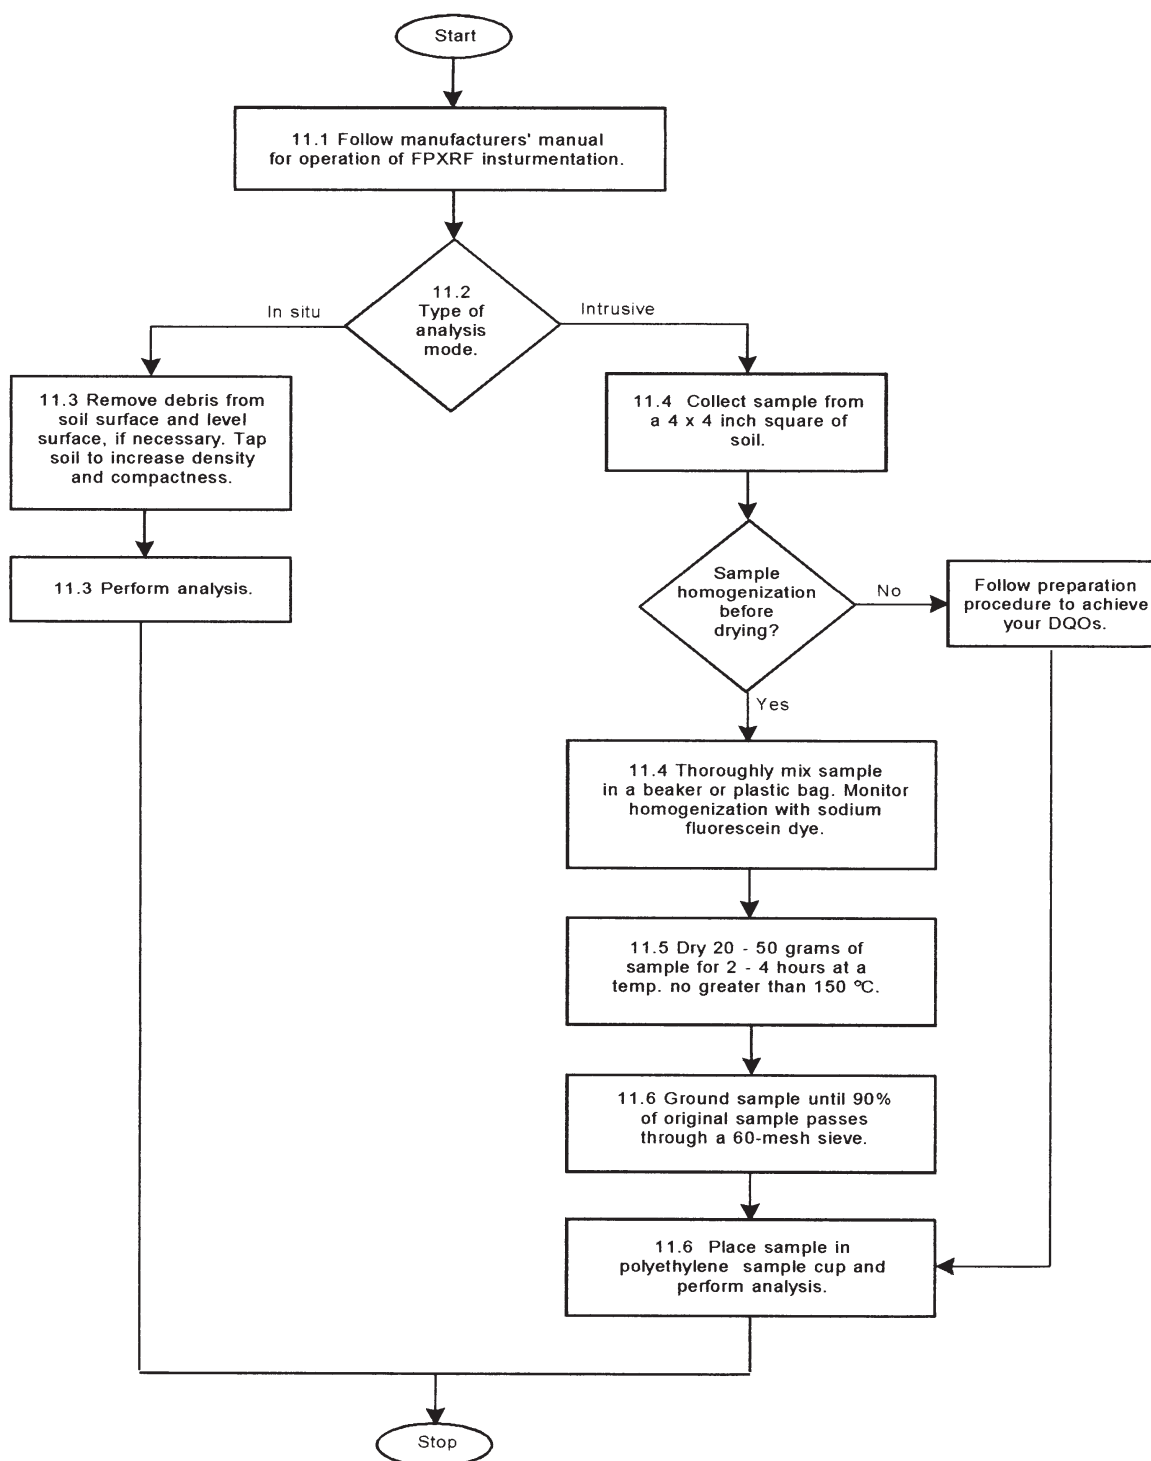 Start
11.1 Follow manufacturers' manual
for operation of FPXRF insturmentation.
11.2
Type of
analysis
mode.
In situ
Intrusive
11.3 Remove debris from
soil surface and level
surface, if necessary. Tap
soil to increase density
and compactness.
11.3 Perform analysis.
11.4 Collect sample from
a 4 x 4 inch square of
soil.
Sample
homogenization
before
drying?
No
Follow preparation
procedure to achieve
your DQOs.
Yes
11.4 Thoroughly mix sample
in a beaker or plastic bag. Monitor
homogenization with sodium
fluorescein dye.
11.5 Dry 20 - 50 grams of
sample for 2 - 4 hours at a
temp. no greater than 150 ºC.
11.6 Ground sample until 90%
of original sample passes
through a 60-mesh sieve.
11.6 Place sample in
polyethylene sample cup and
perform analysis.
Stop